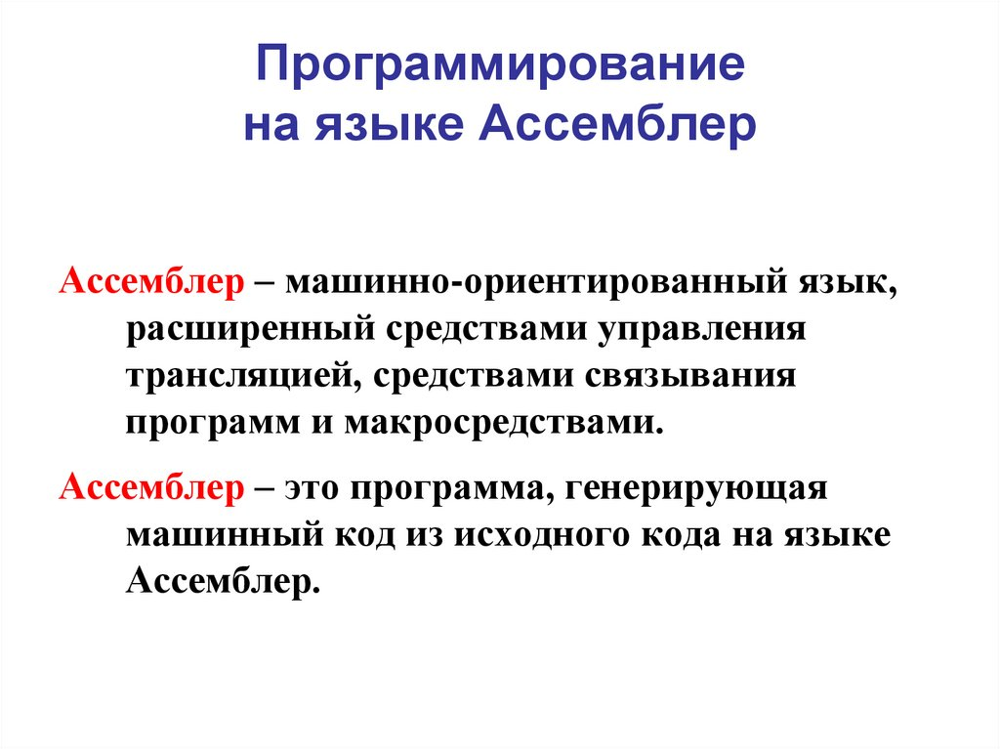 Программирование
на языке Ассемблер
Ассемблер – машинно-ориентированный язык,
расширенный средствами управления
трансляцией, средствами связывания
программ и макросредствами.
Ассемблер – это программа, генерирующая
машинный код из исходного кода на языке
Ассемблер.